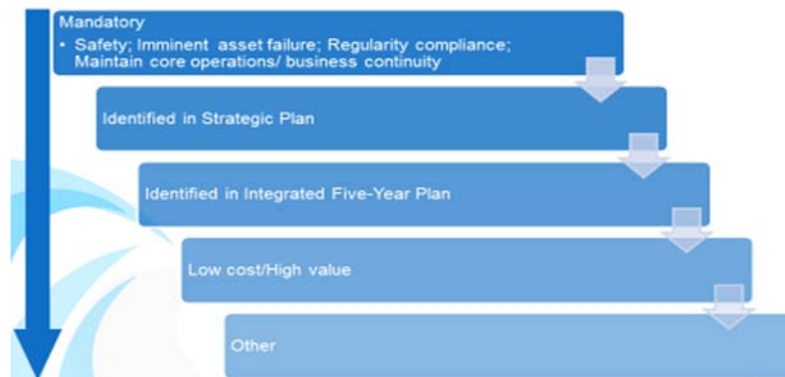 Mandatory
• Safety; Imminent asset failure; Regularity compliance;
Maintain core operations/ business continuity
Identified in Strategic Plan
Identified in Integrated Five-Year Plan
Low cost/High value
Other